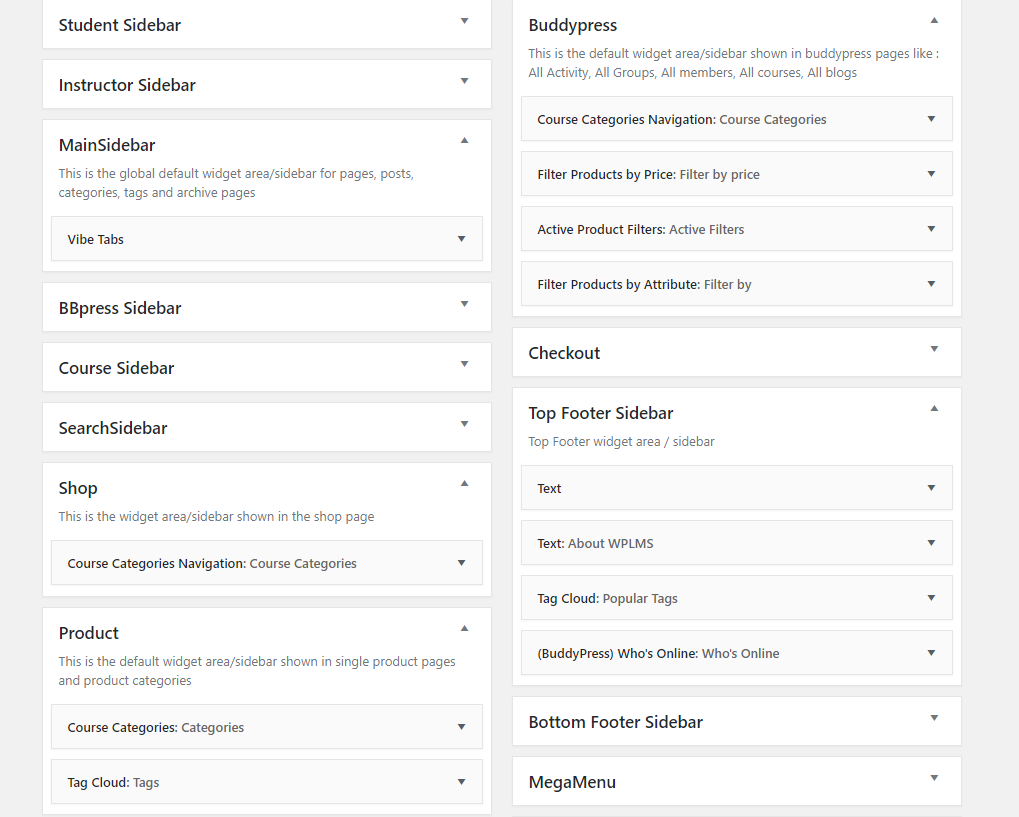 Student Sidebar
Instructor Sidebar
MainSidebar
This is the global default widget area/sidebar for pages, posts,
categories, tags and archive pages
Vibe Tabs
BBpress Sidebar
Course Sidebar
SearchSidebar
Shop
This is the widget area/sidebar shown in the shop page
Course Categories Navigation: Course Categories
Product
This is the default widget area/sidebar shown in single product pages
and product categories
Course Categories: Categories
Tag Cloud: Tags
Buddypress
This is the default widget area/sidebar shown in buddypress pages like :
All Activity, All Groups, All members, All courses, All blogs
Course Categories Navigation: Course Categories
Filter Products by Price: Filter by price
Active Product Filters: Active Filters
Filter Products by Attribute: Filter by
Checkout
Top Footer Sidebar
Top Footer widget area / sidebar
Text
Text: About WPLMS
Tag Cloud: Popular Tags
(BuddyPress) Who's Online: Who's Online
Bottom Footer Sidebar
MegaMenu